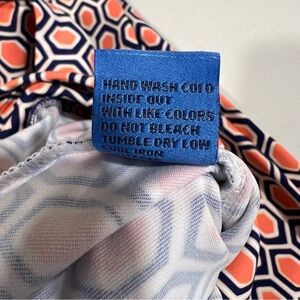 HAND WASH COLD
INSIDE OUT
WITH LIKE COLORS
DO NOT BLEACH
TUMBLE DRY LOW
COOL IRON